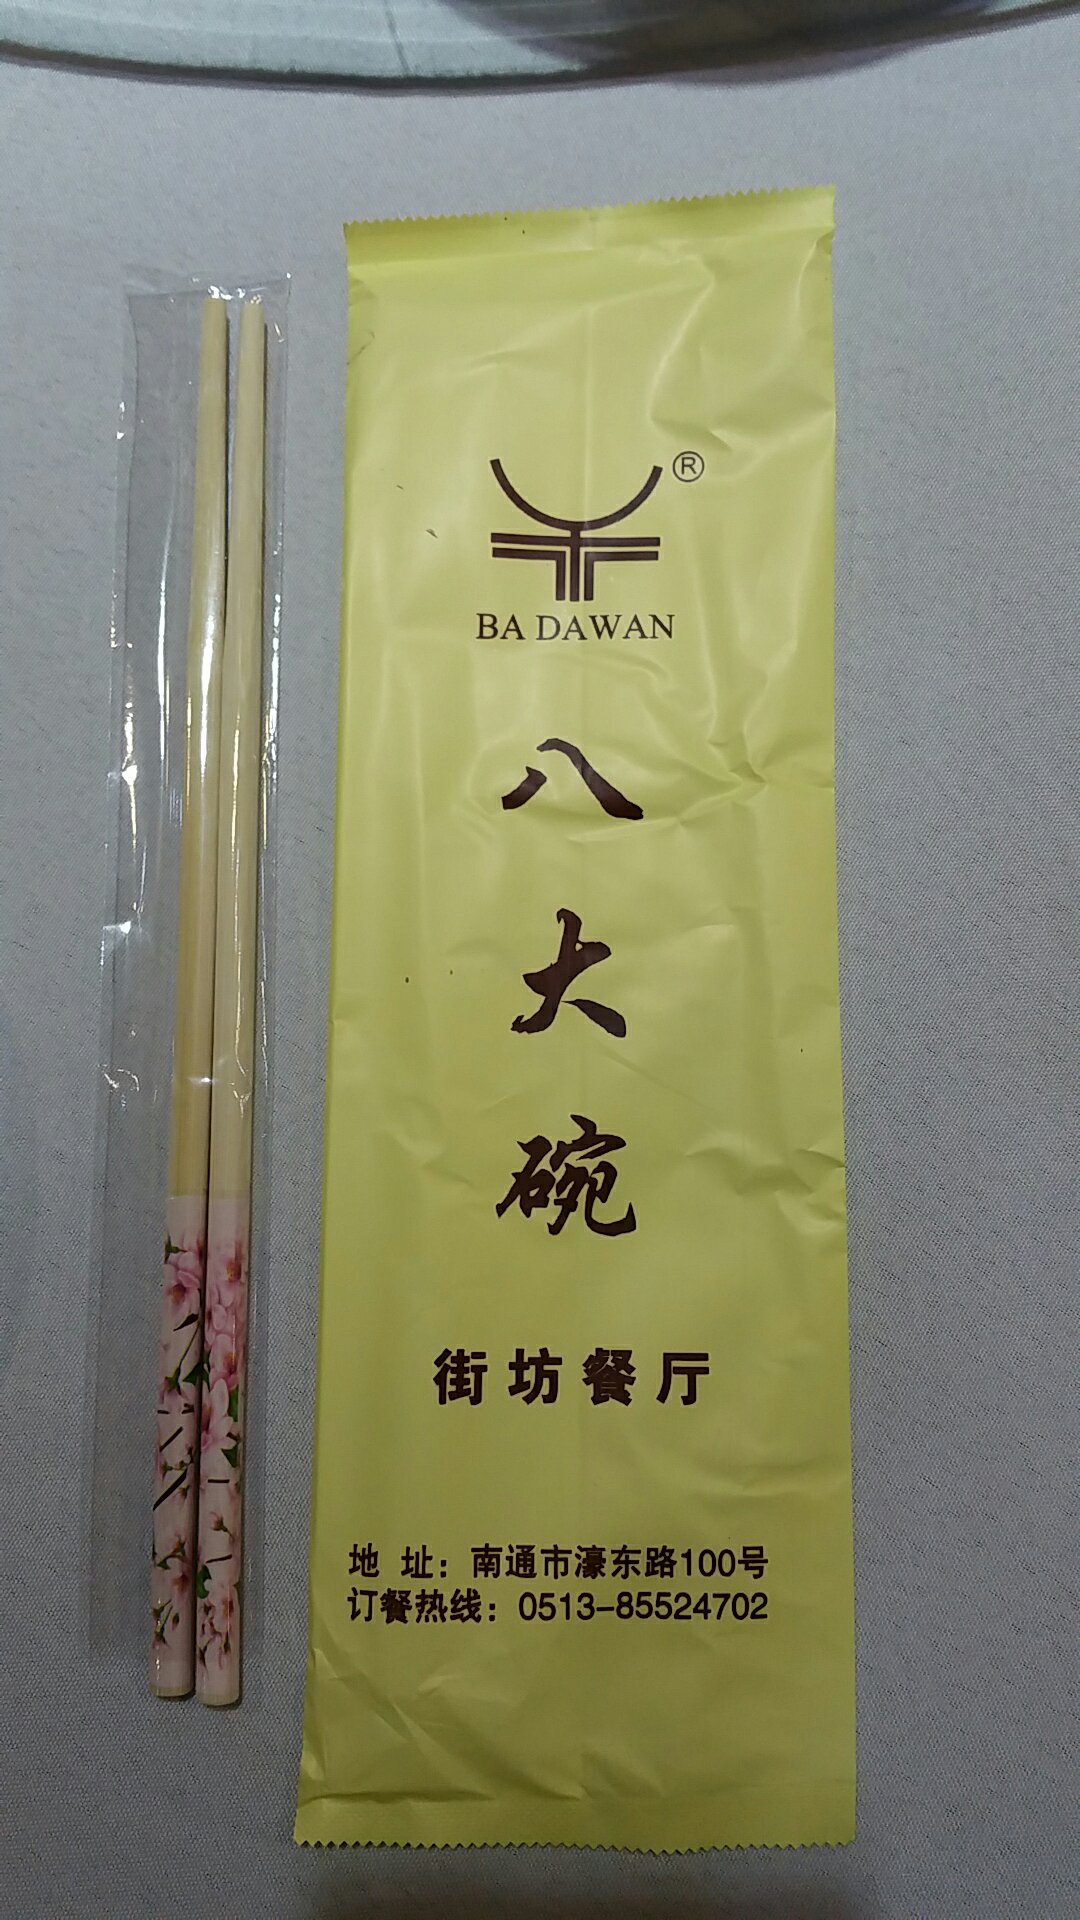 ®
BA DAWAN
八
大
碗
街坊餐厅
地 址：南通市濠东路100号
订餐热线：0513-85524702